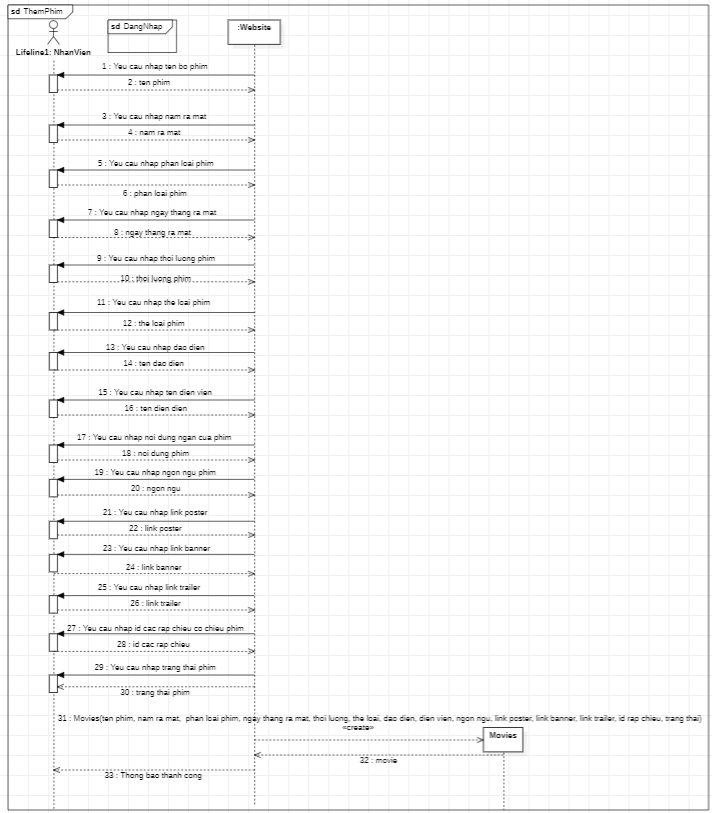 sd ThemPhim
sd DangNhap
:Website
Lifeline1: NhanVien
1 : Yeu cau nhap ten bo phim
2 : ten phim
3 : Yeu cau nhap nam ra mat
4 : nam ra mat
5 : Yeu cau nhap phan loai phim
6 : phan loai phim
7 : Yeu cau nhap ngay thang ra mat
8 : ngay thang ra mat
9 : Yeu cau nhap thoi luong phim
10 : thoi luong phim
11 : Yeu cau nhap the loai phim
12 : the loai phim
13 : Yeu cau nhap dao dien
14 : ten dao dien
15 : Yeu cau nhap ten dien vien
16 : ten dien dien
17 : Yeu cau nhap noi dung ngan cua phim
18 : noi dung phim
19 : Yeu cau nhap ngon ngu phim
20 : ngon ngu
21 : Yeu cau nhap link poster
22 : link poster
23 : Yeu cau nhap link banner
24 : link banner
25 : Yeu cau nhap link trailer
26 : link trailer
27 : Yeu cau nhap id cac rap chieu co chieu phim
28 : id cac rap chieu
29 : Yeu cau nhap trang thai phim
30 : trang thai phim
31 : Movies(ten phim, nam ra mat, phan loai phim, ngay thang ra mat, thoi luong, the loai, dao dien, dien vien, ngon ngu, link poster, link banner, link trailer, id rap chieu, trang thai)
«create»
Movies
32 : movie
33 : Thong bao thanh cong